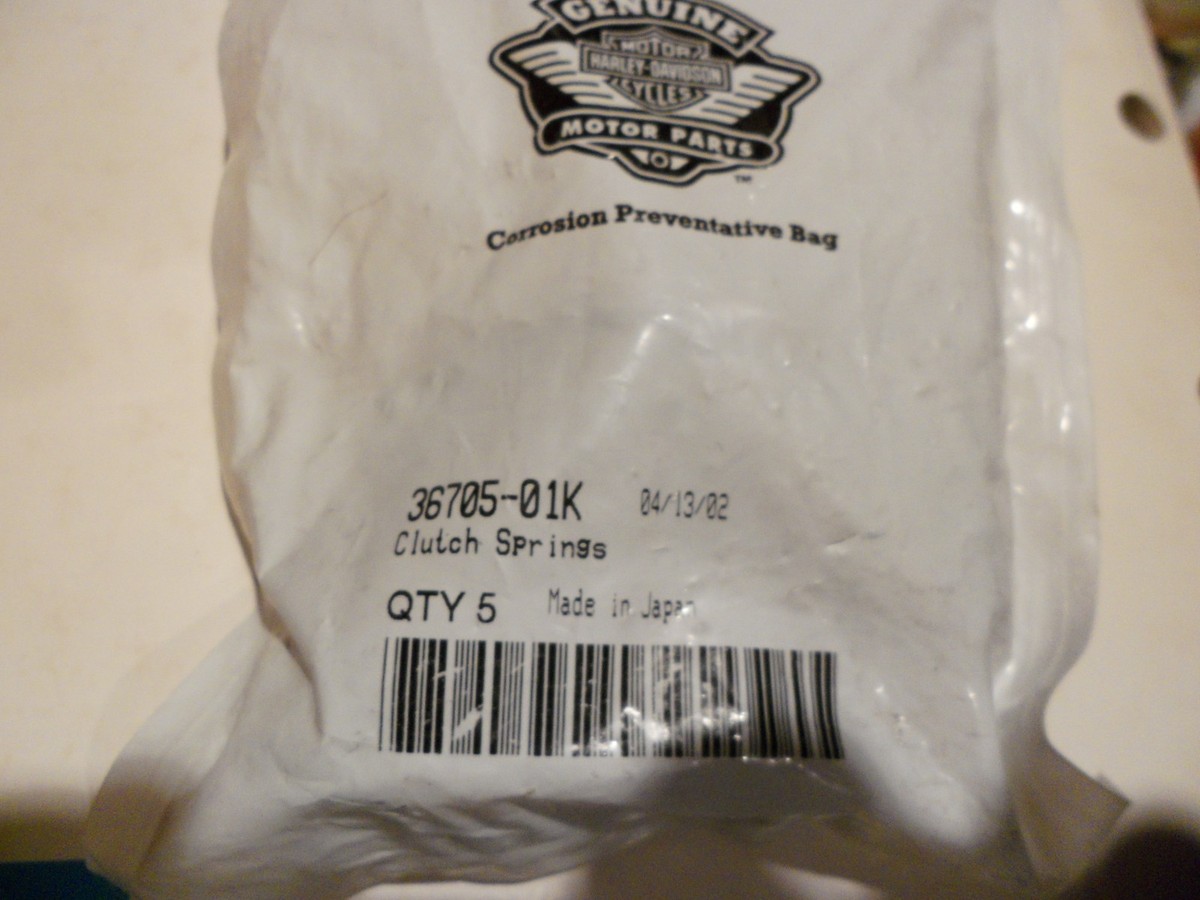 GENUINE
MOTOR
HARLEY-DAVIDSON
CYCLES
MOTOR PARTS
TM
Corrosion Preventative Bag
36705-01K 04/13/02
Clutch Springs
QTY 5 Made in Japan